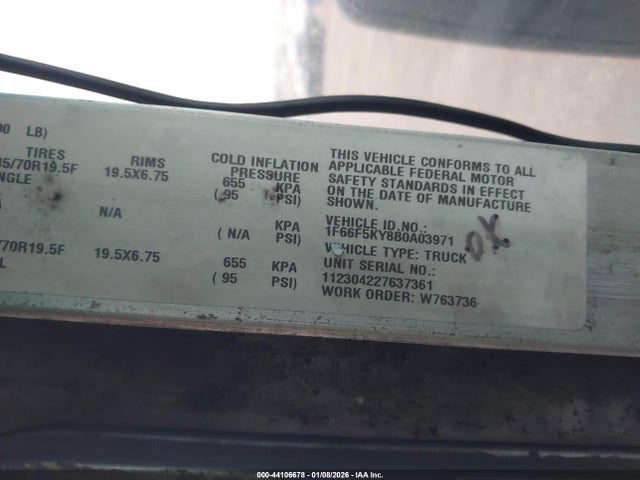 00 LB)
TIRES RIMS COLD INFLATION PRESSURE
45/70R19.5F 19.5X6.75 655 KPA
NGLE ( 95 PSI)
A N/A KPA
( N/A PSI)
/70R19.5F 19.5X6.75 655 KPA
L ( 95 PSI)
THIS VEHICLE CONFORMS TO ALL
APPLICABLE FEDERAL MOTOR
SAFETY STANDARDS IN EFFECT
ON THE DATE OF MANUFACTURE
SHOWN.
VEHICLE ID.NO.:
1F66F5KY8B0A03971
VEHICLE TYPE: TRUCK
UNIT SERIAL NO.:
112304227637361
WORK ORDER: W763736
OK
000-44106678 - 01/08/2026 - IAA Inc.